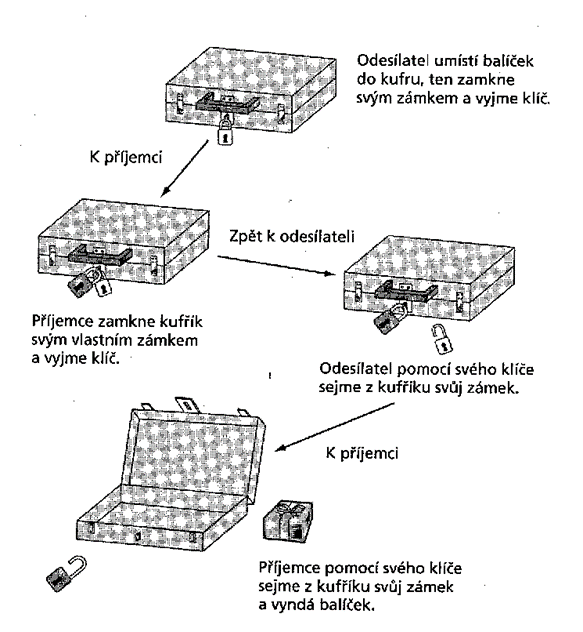 Odesílatel umístí balíček
do kufru, ten zamkne
svým zámkem a vyjme klíč.
K příjemci
Zpět k odesílateli
Příjemce zamkne kufřík
svým vlastním zámkem
a vyjme klíč.
Odesílatel pomocí svého klíče
sejme z kufříku svůj zámek.
K příjemci
Příjemce pomocí svého klíče
sejme z kufříku svůj zámek
a vyndá balíček.